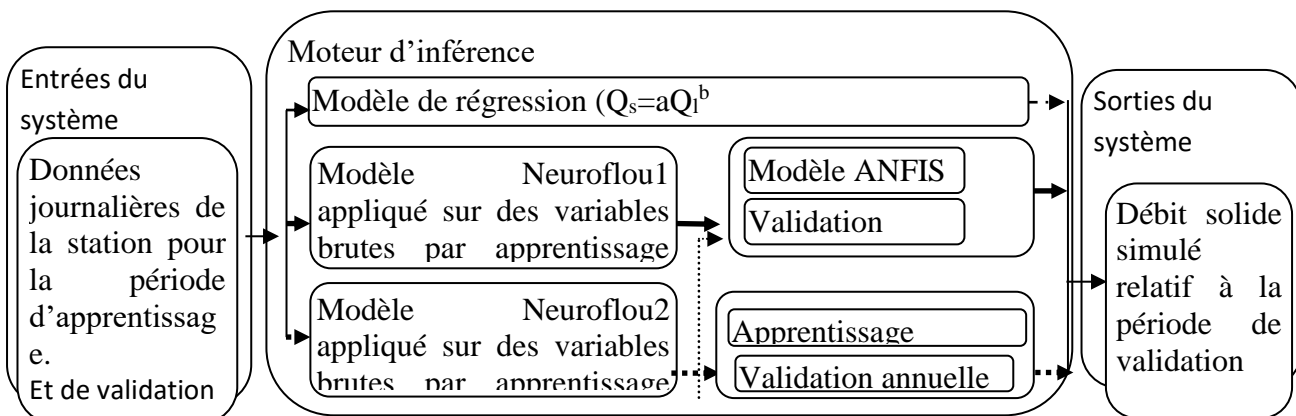 Entrées du
système
Données
journalières de
la station pour
la période
d'apprentissag
e.
Et de validation
Moteur d'inférence
Modèle de régression (Qs=aQlb
Modèle Neuroflou1
appliqué sur des variables
brutes par apprentissage
Modèle ANFIS
Validation
Modèle Neuroflou2
appliqué sur des variables
brutes par apprentissage
Apprentissage
Validation annuelle
Sorties du
système
Débit solide
simulé
relatif à la
période de
validation